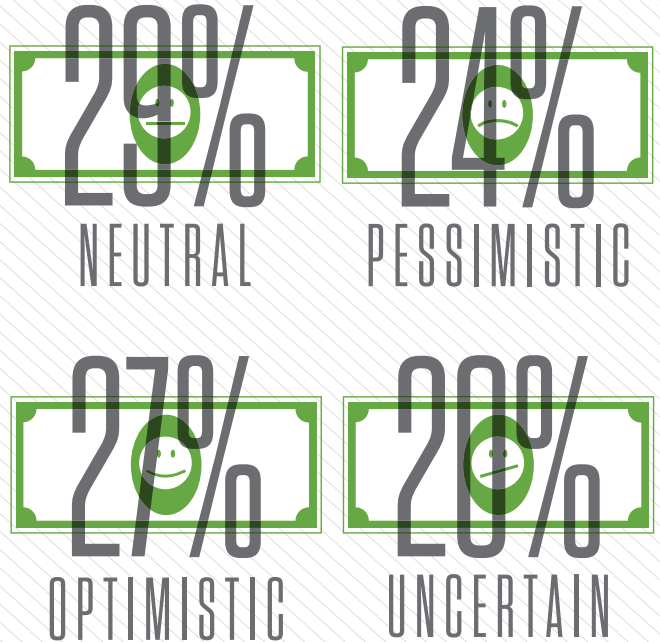 29% 24%
NEUTRAL PESSIMISTIC
27% 20%
OPTIMISTIC UNCERTAIN